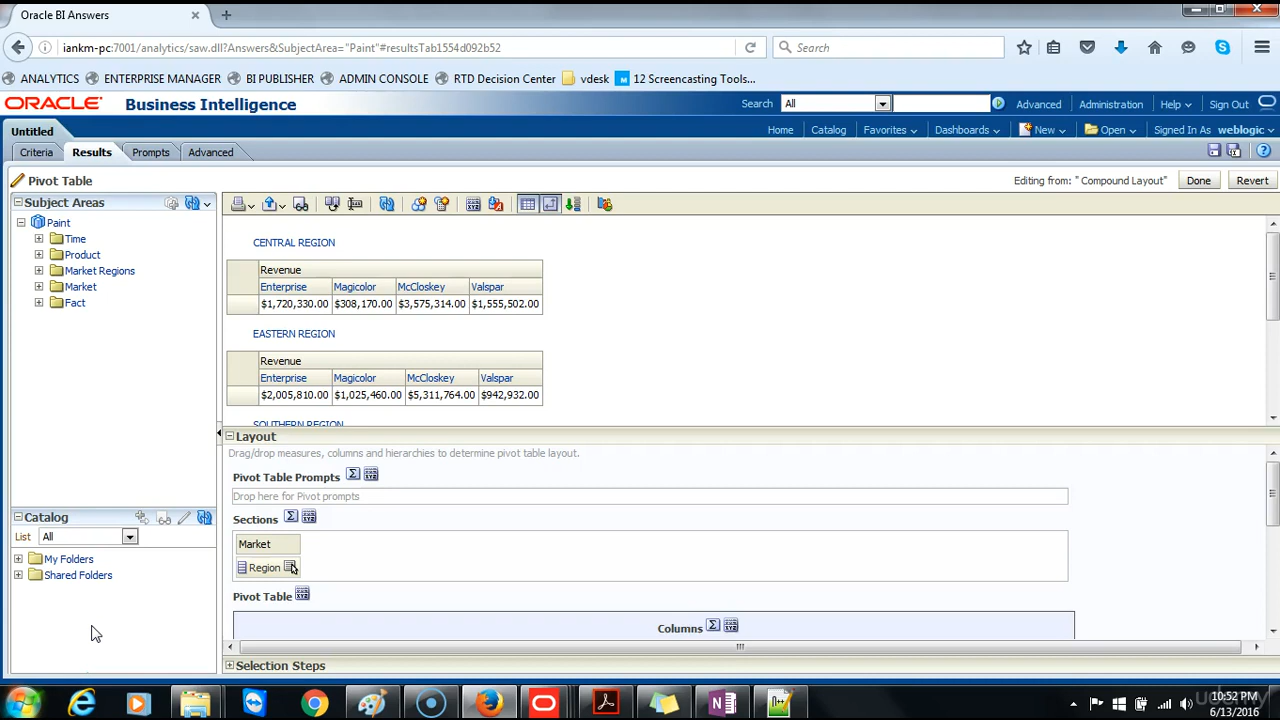 Oracle BI Answers
iankm-pc:7001/analytics/saw.dll?Answers&SubjectArea="Paint"#resultsTab1554d092b52
Search
ANALYTICS ENTERPRISE MANAGER BI PUBLISHER ADMIN CONSOLE RTD Decision Center vdesk 12 Screencasting Tools...
ORACLE Business Intelligence Search All Advanced Administration Help Sign Out
Untitled Home Catalog Favorites Dashboards New Open Signed In As weblogic
Criteria Results Prompts Advanced
Pivot Table Editing from: "Compound Layout" Done Revert
Subject Areas
Paint
Time
Product
Market Regions
Market
Fact
CENTRAL REGION
Revenue
Enterprise Magicolor McCloskey Valspar
$1,720,330.00 $308,170.00 $3,575,314.00 $1,555,502.00
EASTERN REGION
Revenue
Enterprise Magicolor McCloskey Valspar
$2,005,810.00 $1,025,460.00 $5,311,764.00 $942,932.00
SOUTHERN REGION
Layout
Drag/drop measures, columns and hierarchies to determine pivot table layout.
Pivot Table Prompts
Drop here for Pivot prompts
Sections
Market
Region
Pivot Table
Columns
Selection Steps
Catalog
List All
My Folders
Shared Folders
10:52 PM
6/13/2016
udemy